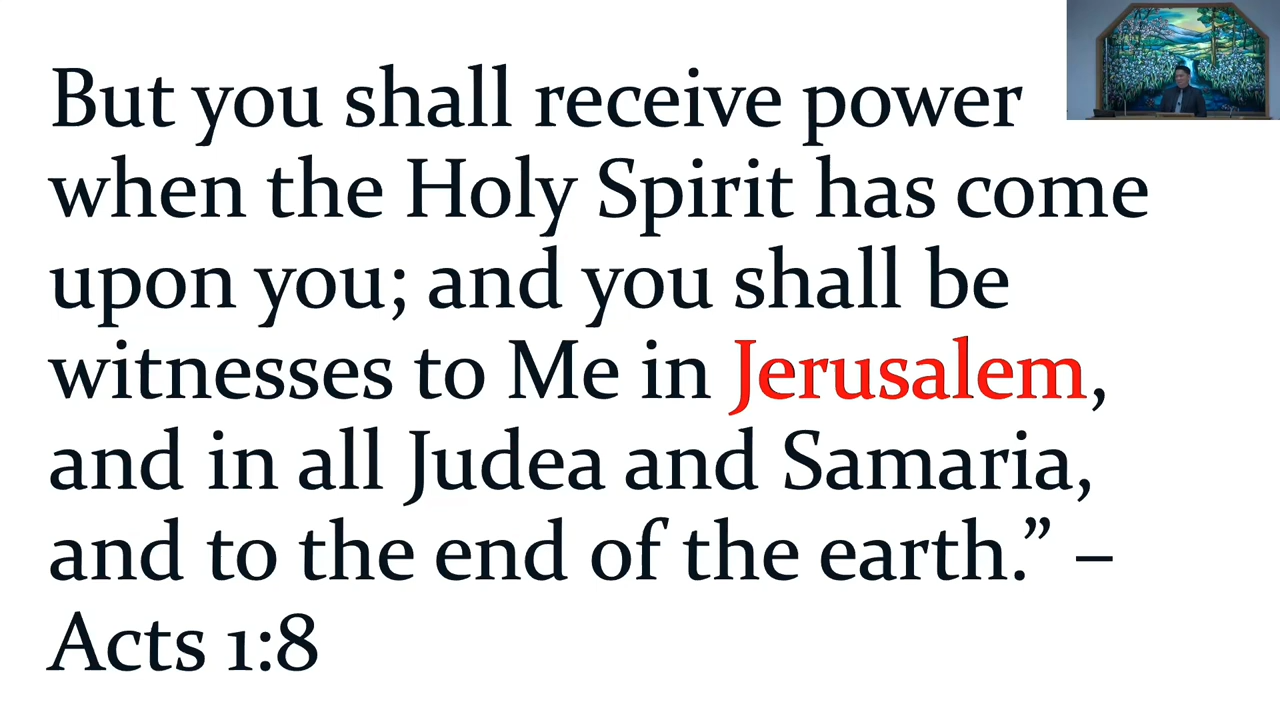 But you shall receive power
when the Holy Spirit has come
upon you; and you shall be
witnesses to Me in Jerusalem,
and in all Judea and Samaria,
and to the end of the earth.” –
Acts 1:8